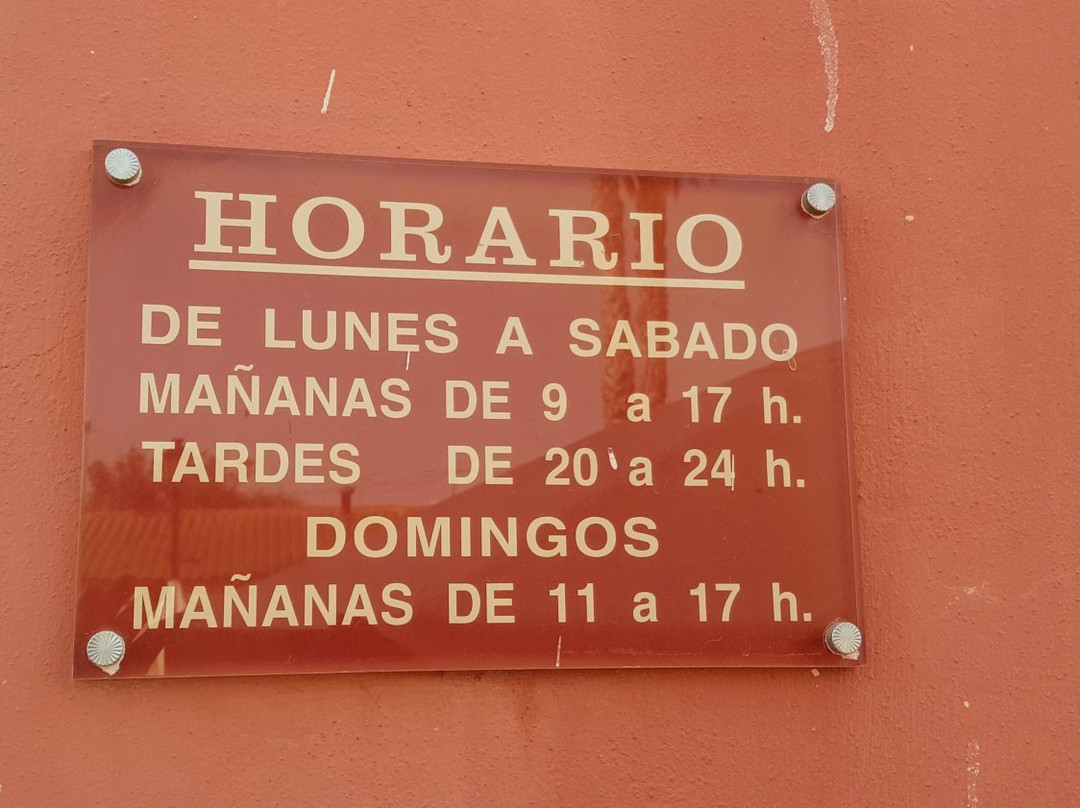 HORARIO
DE LUNES A SABADO
MAÑANAS DE 9 a 17 h.
TARDES DE 20 a 24 h.
DOMINGOS
MAÑANAS DE 11 a 17 h.